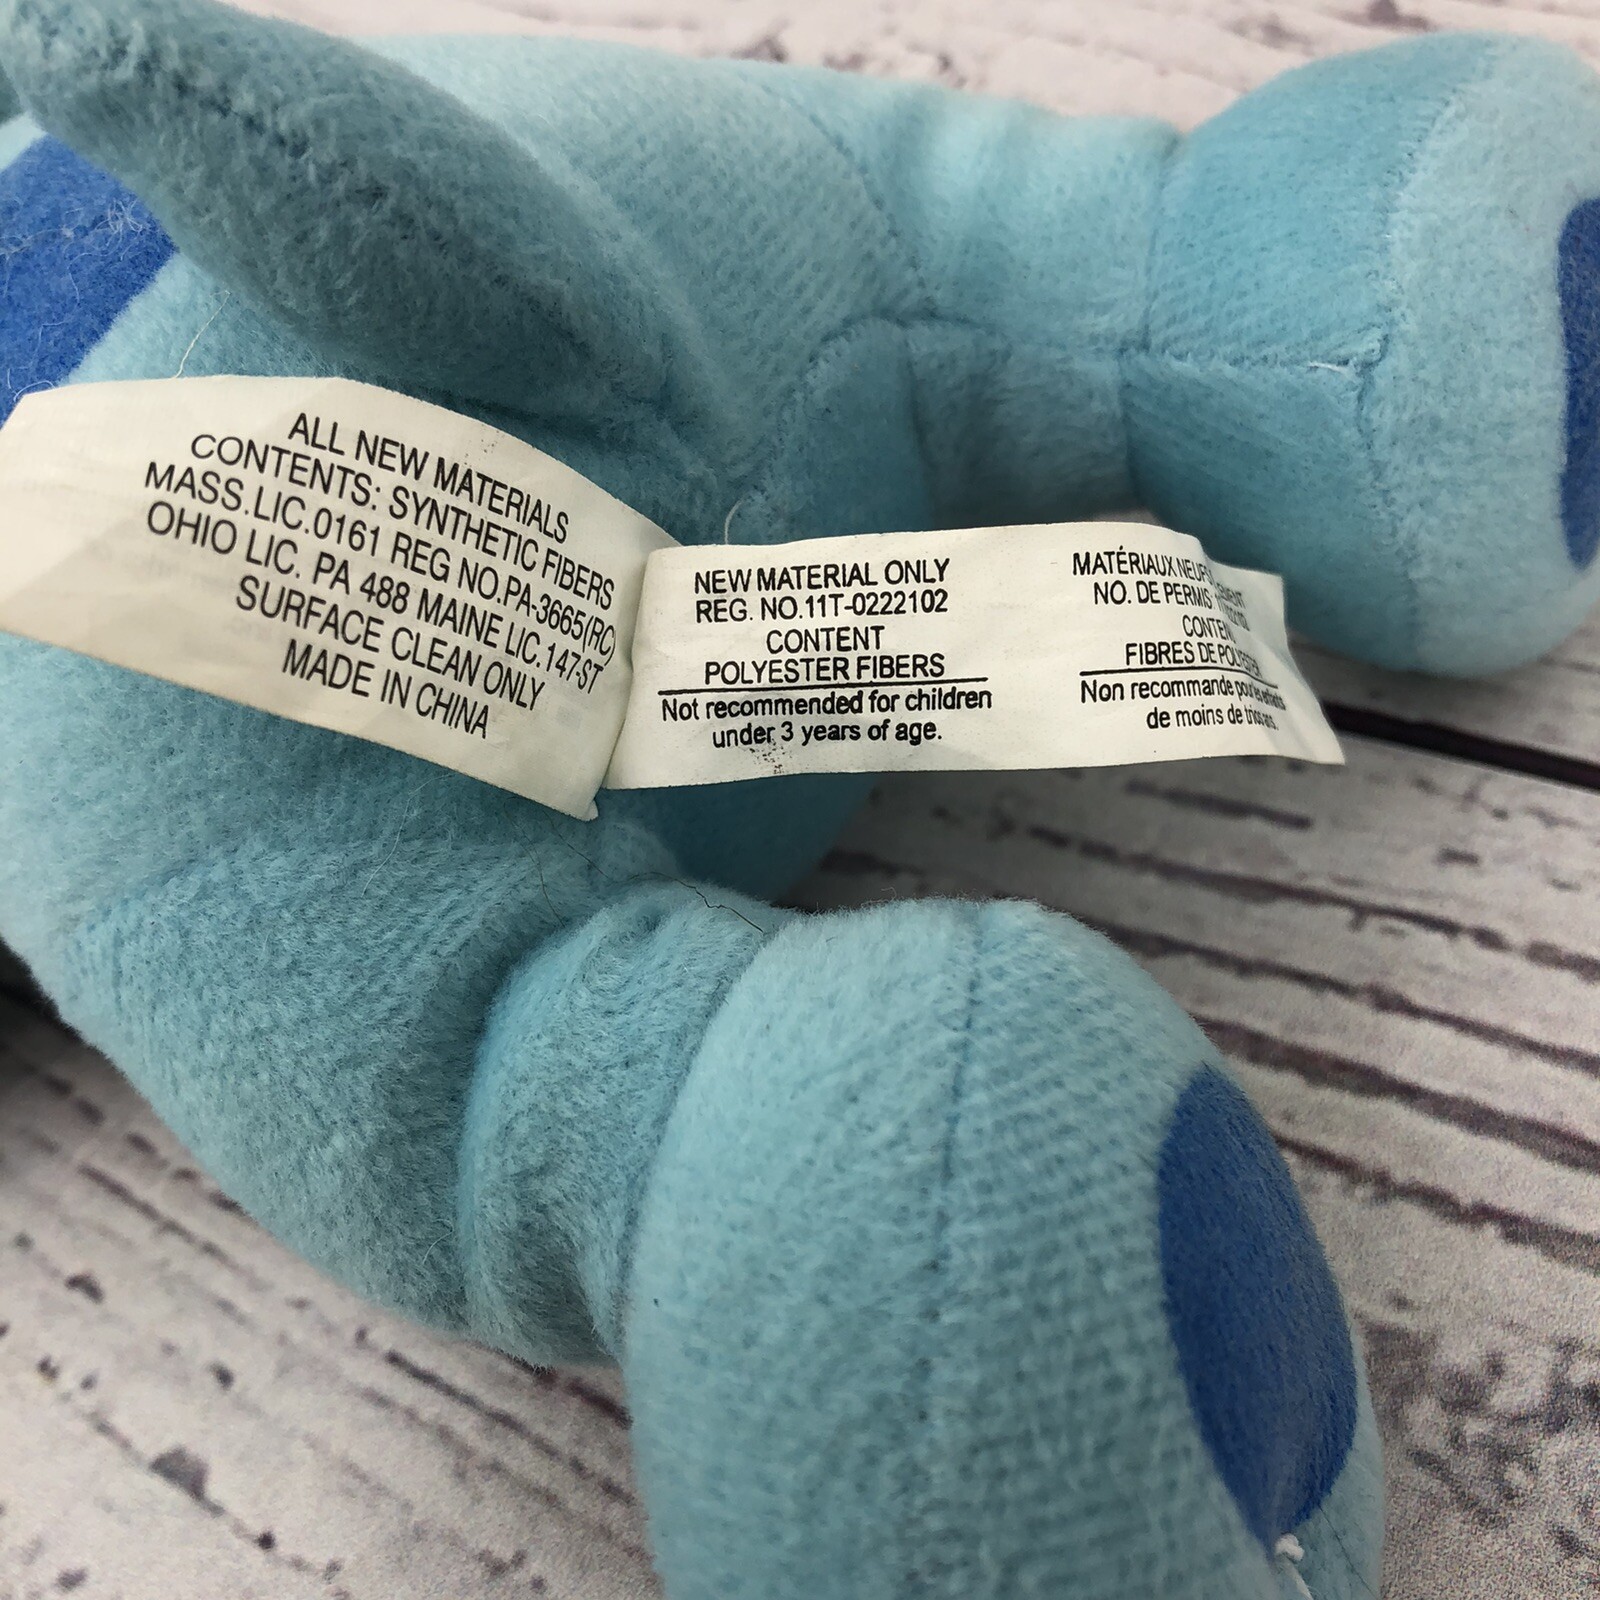 ALL NEW MATERIALS
CONTENTS: SYNTHETIC FIBERS
MASS.LIC.0161 REG NO.PA-3665(RC)
OHIO LIC. PA 488 MAINE LIC.147-ST
SURFACE CLEAN ONLY
MADE IN CHINA
NEW MATERIAL ONLY
REG. NO.11T-0222102
CONTENT
POLYESTER FIBERS
Not recommended for children
under 3 years of age.
MATÉRIAUX
NO. DE PERMIS
FIBRES DE
Non recommande
de moins de